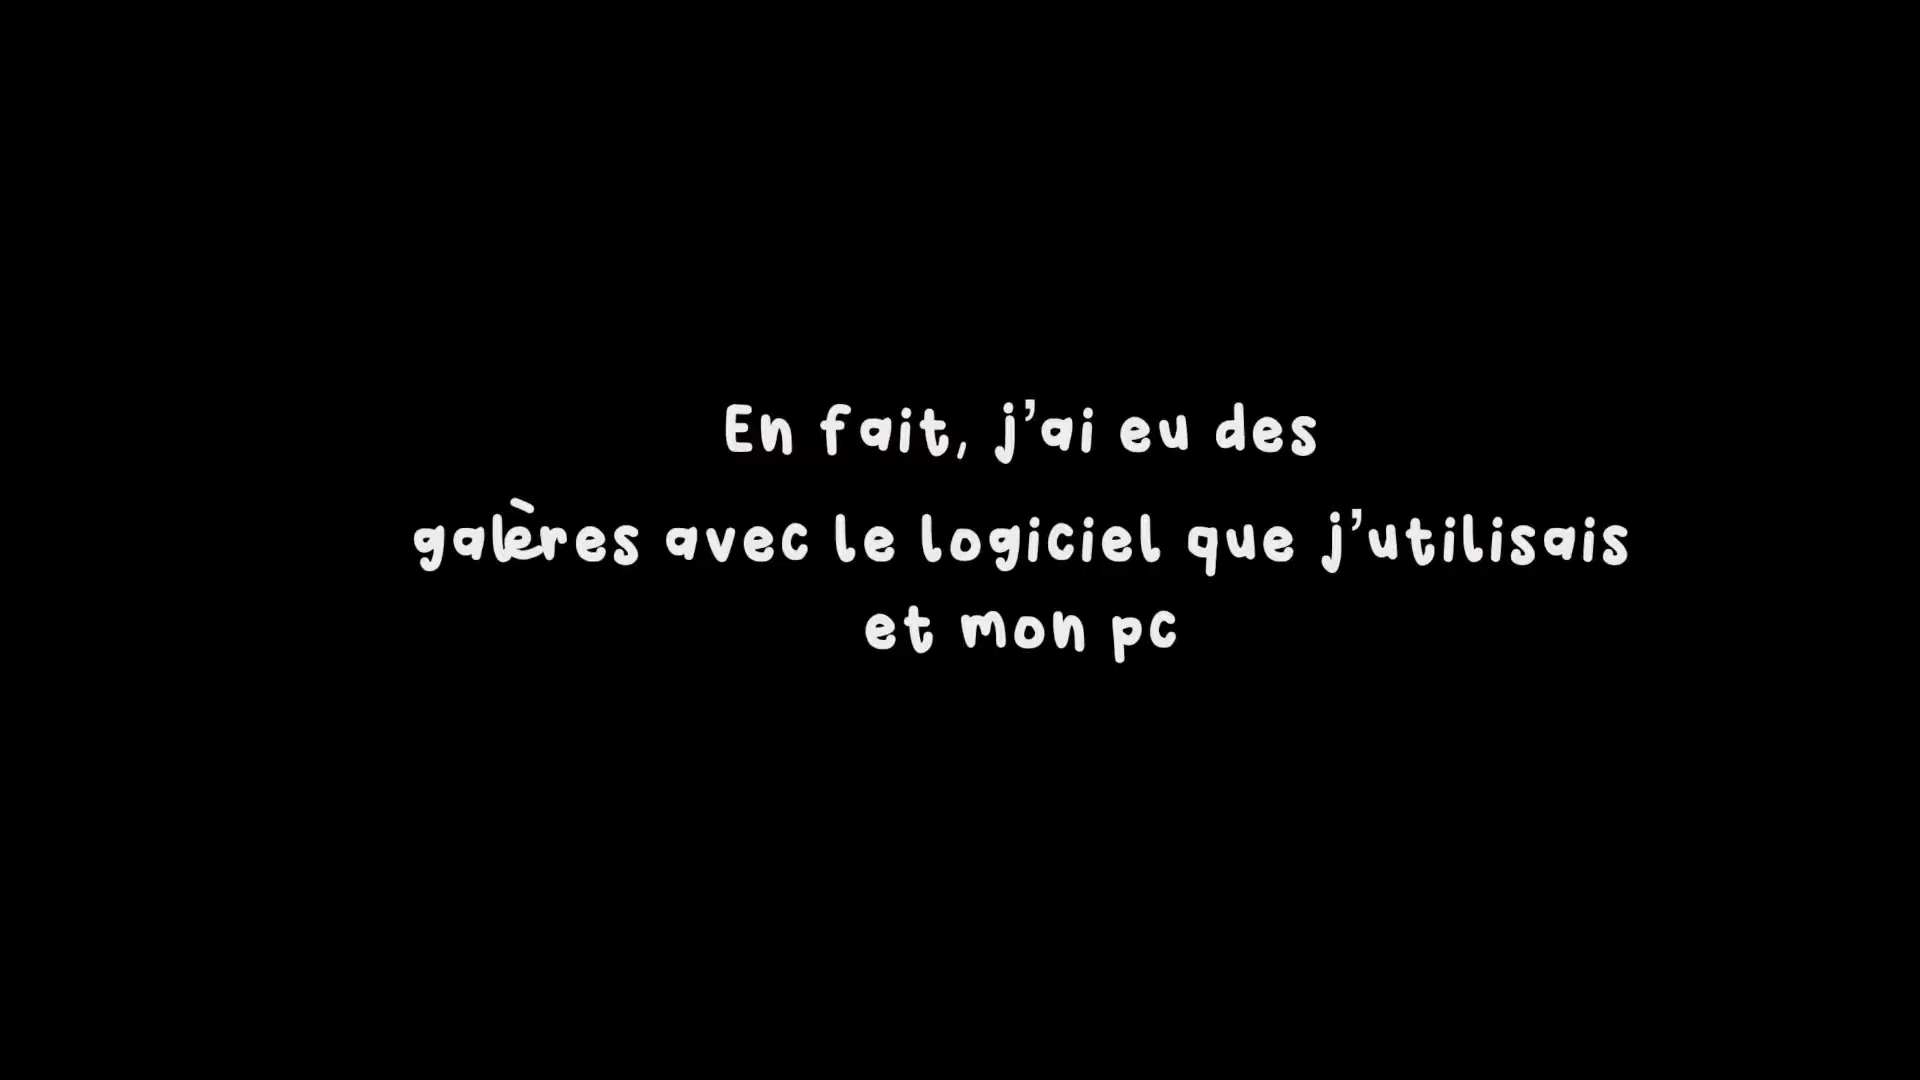 En fait, j’ai eu des
galères avec le logiciel que j’utilisais
et mon pc